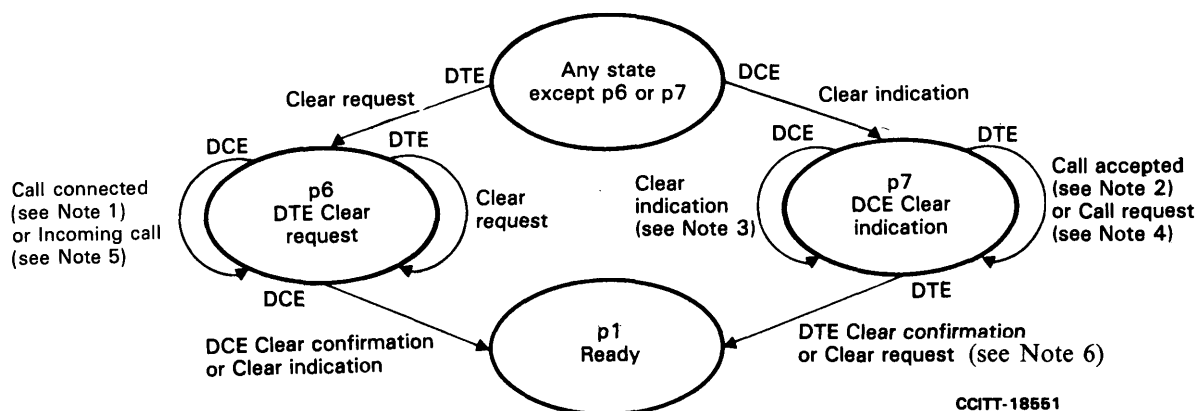 Any state
except p6 or p7
DTE
DCE
Clear request
Clear indication
DCE
DTE
DCE
DTE
Call connected
(see Note 1)
or Incoming call
(see Note 5)
p6
DTE Clear
request
Clear
request
Clear
indication
(see Note 3)
p7
DCE Clear
indication
Call accepted
(see Note 2)
or Call request
(see Note 4)
DCE
DTE
DCE Clear confirmation
or Clear indication
p1
Ready
DTE Clear confirmation
or Clear request (see Note 6)
CCITT-18551